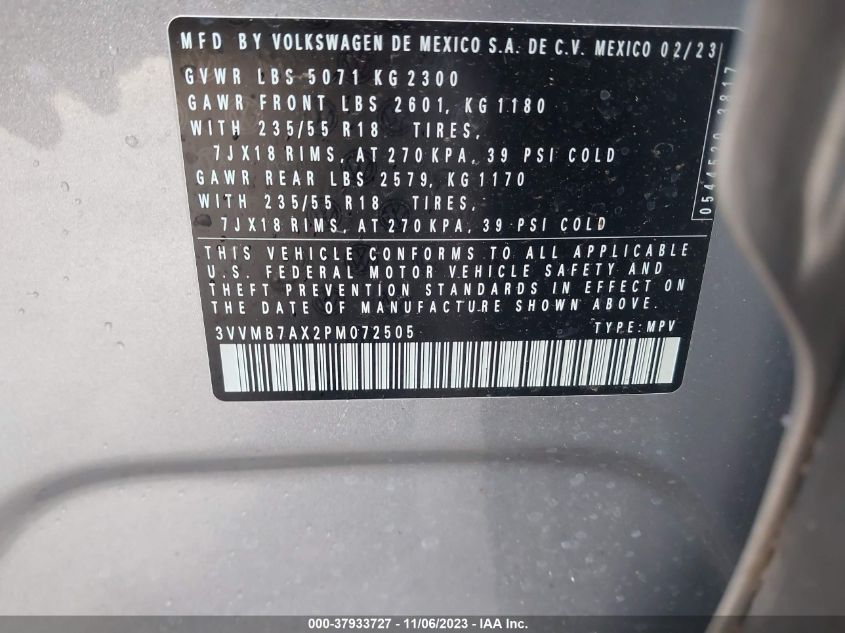 MFD BY VOLKSWAGEN DE MEXICO S.A. DE C.V. MEXICO 02/23
GVWR LBS 5071 KG 2300
GAWR FRONT LBS 2601, KG 1180
WITH 235/55 R18 TIRES,
7JX18 RIMS, AT 270 KPA, 39 PSI COLD
GAWR REAR LBS 2579, KG 1170
WITH 235/55 R18 TIRES,
7JX18 RIMS, AT 270 KPA, 39 PSI COLD
THIS VEHICLE CONFORMS TO ALL APPLICABLE
U.S. FEDERAL MOTOR VEHICLE SAFETY AND
THEFT PREVENTION STANDARDS IN EFFECT ON
THE DATE OF MANUFACTURE SHOWN ABOVE.
3VVMB7AX2PM072505 TYPE: MPV
000-37933727 - 11/06/2023 - IAA Inc.